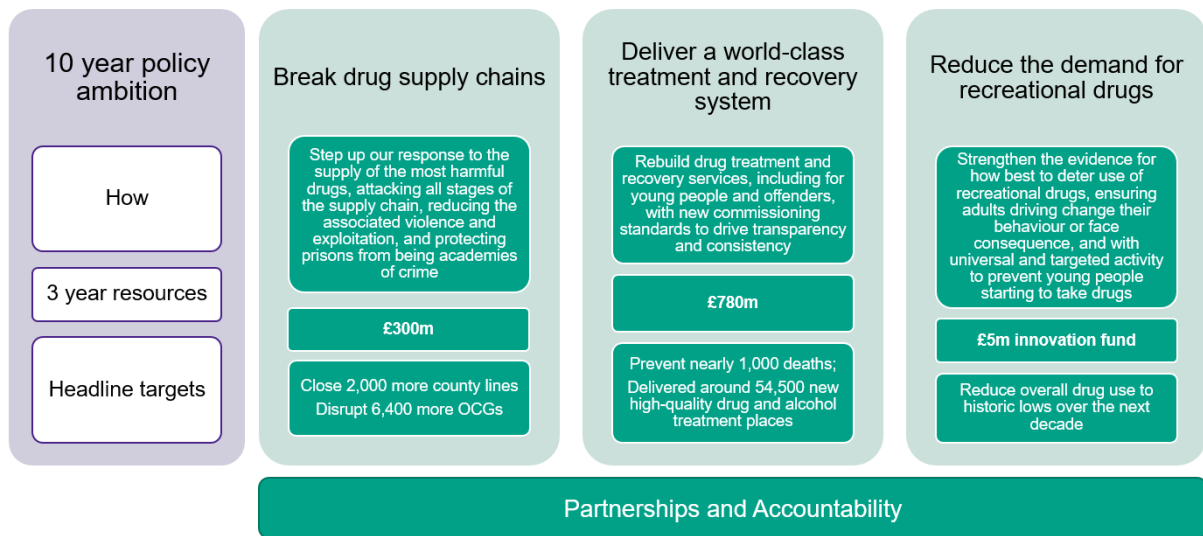 10 year policy
ambition
How
3 year resources
Headline targets
Break drug supply chains
Step up our response to the
supply of the most harmful
drugs, attacking all stages of
the supply chain, reducing the
associated violence and
exploitation, and protecting
prisons from being academies
of crime
£300m
Close 2,000 more county lines
Disrupt 6,400 more OCGs
Deliver a world-class
treatment and recovery
system
Rebuild drug treatment and
recovery services, including for
young people and offenders,
with new commissioning
standards to drive transparency
and consistency
£780m
Prevent nearly 1,000 deaths;
Delivered around 54,500 new
high-quality drug and alcohol
treatment places
Reduce the demand for
recreational drugs
Strengthen the evidence for
how best to deter use of
recreational drugs, ensuring
adults driving change their
behaviour or face
consequence, and with
universal and targeted activity
to prevent young people
starting to take drugs
£5m innovation fund
Reduce overall drug use to
historic lows over the next
decade
Partnerships and Accountability